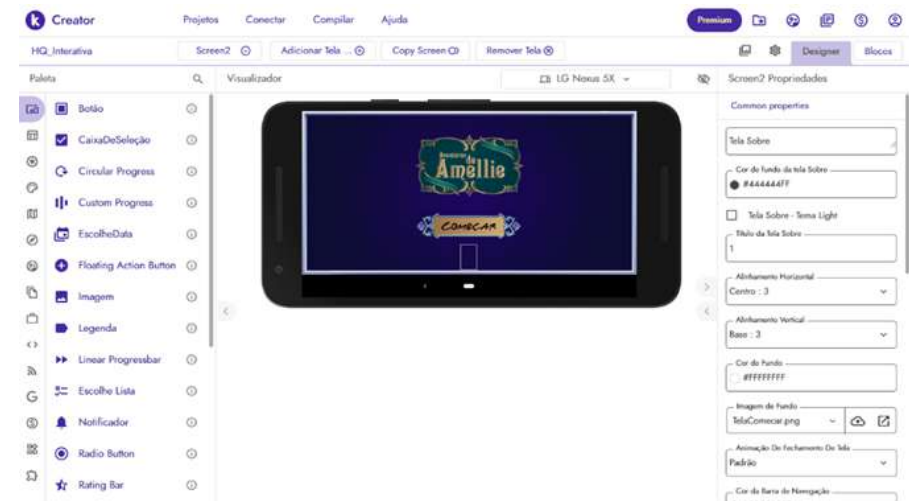 Creator
Projetos
Conectar
Compilar
Ajuda
Premium
HQ_Interativa
Screen2
Adicionar Tela ...
Copy Screen
Remover Tela
Designer
Blocos
Paleta
Visualizador
LG Nexus 5X
Screen2 Propriedades
Botão
CaixaDeSeleção
Circular Progress
Custom Progress
EscolheData
Floating Action Button
Imagem
Legenda
Linear Progressbar
Escolhe Lista
Notificador
Radio Button
Rating Bar
Amëllie
COMEÇAR
Common properties
Tela Sobre
Cor de fundo da tela Sobre
#444444FF
Tela Sobre - Tema Light
Título da Tela Sobre
1
Alinhamento Horizontal
Centro : 3
Alinhamento Vertical
Base : 3
Cor de Fundo
#FFFFFFFF
Imagem de Fundo
TelaComecar.png
Animação De Fechamento De Tela
Padrão
Cor da Barra de Navegação